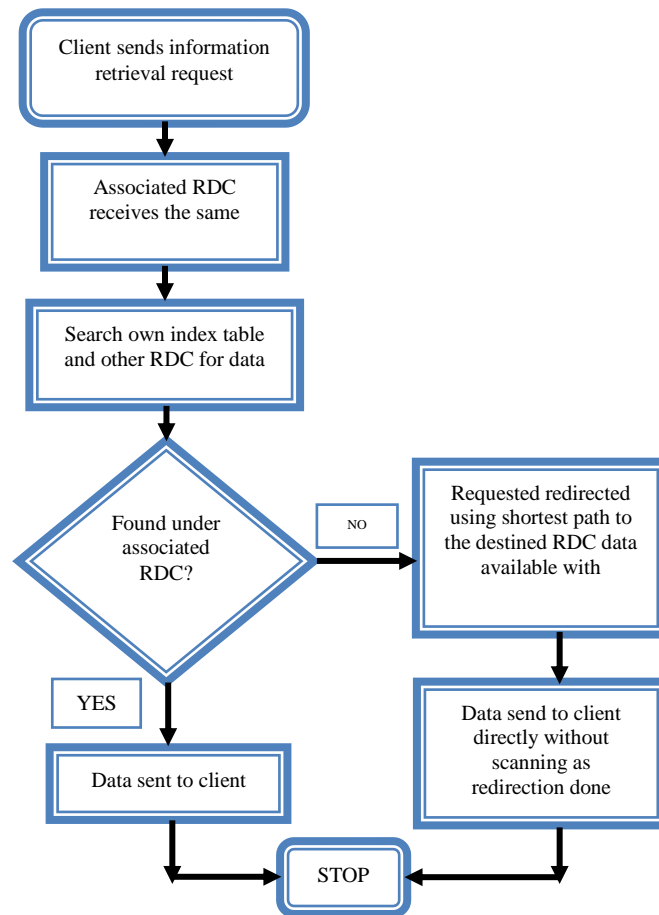 Client sends information
retrieval request
Associated RDC
receives the same
Search own index table
and other RDC for data
Found under
associated
RDC?
NO
Requested redirected
using shortest path to
the destined RDC data
available with
YES
Data sent to client
Data send to client
directly without
scanning as
redirection done
STOP